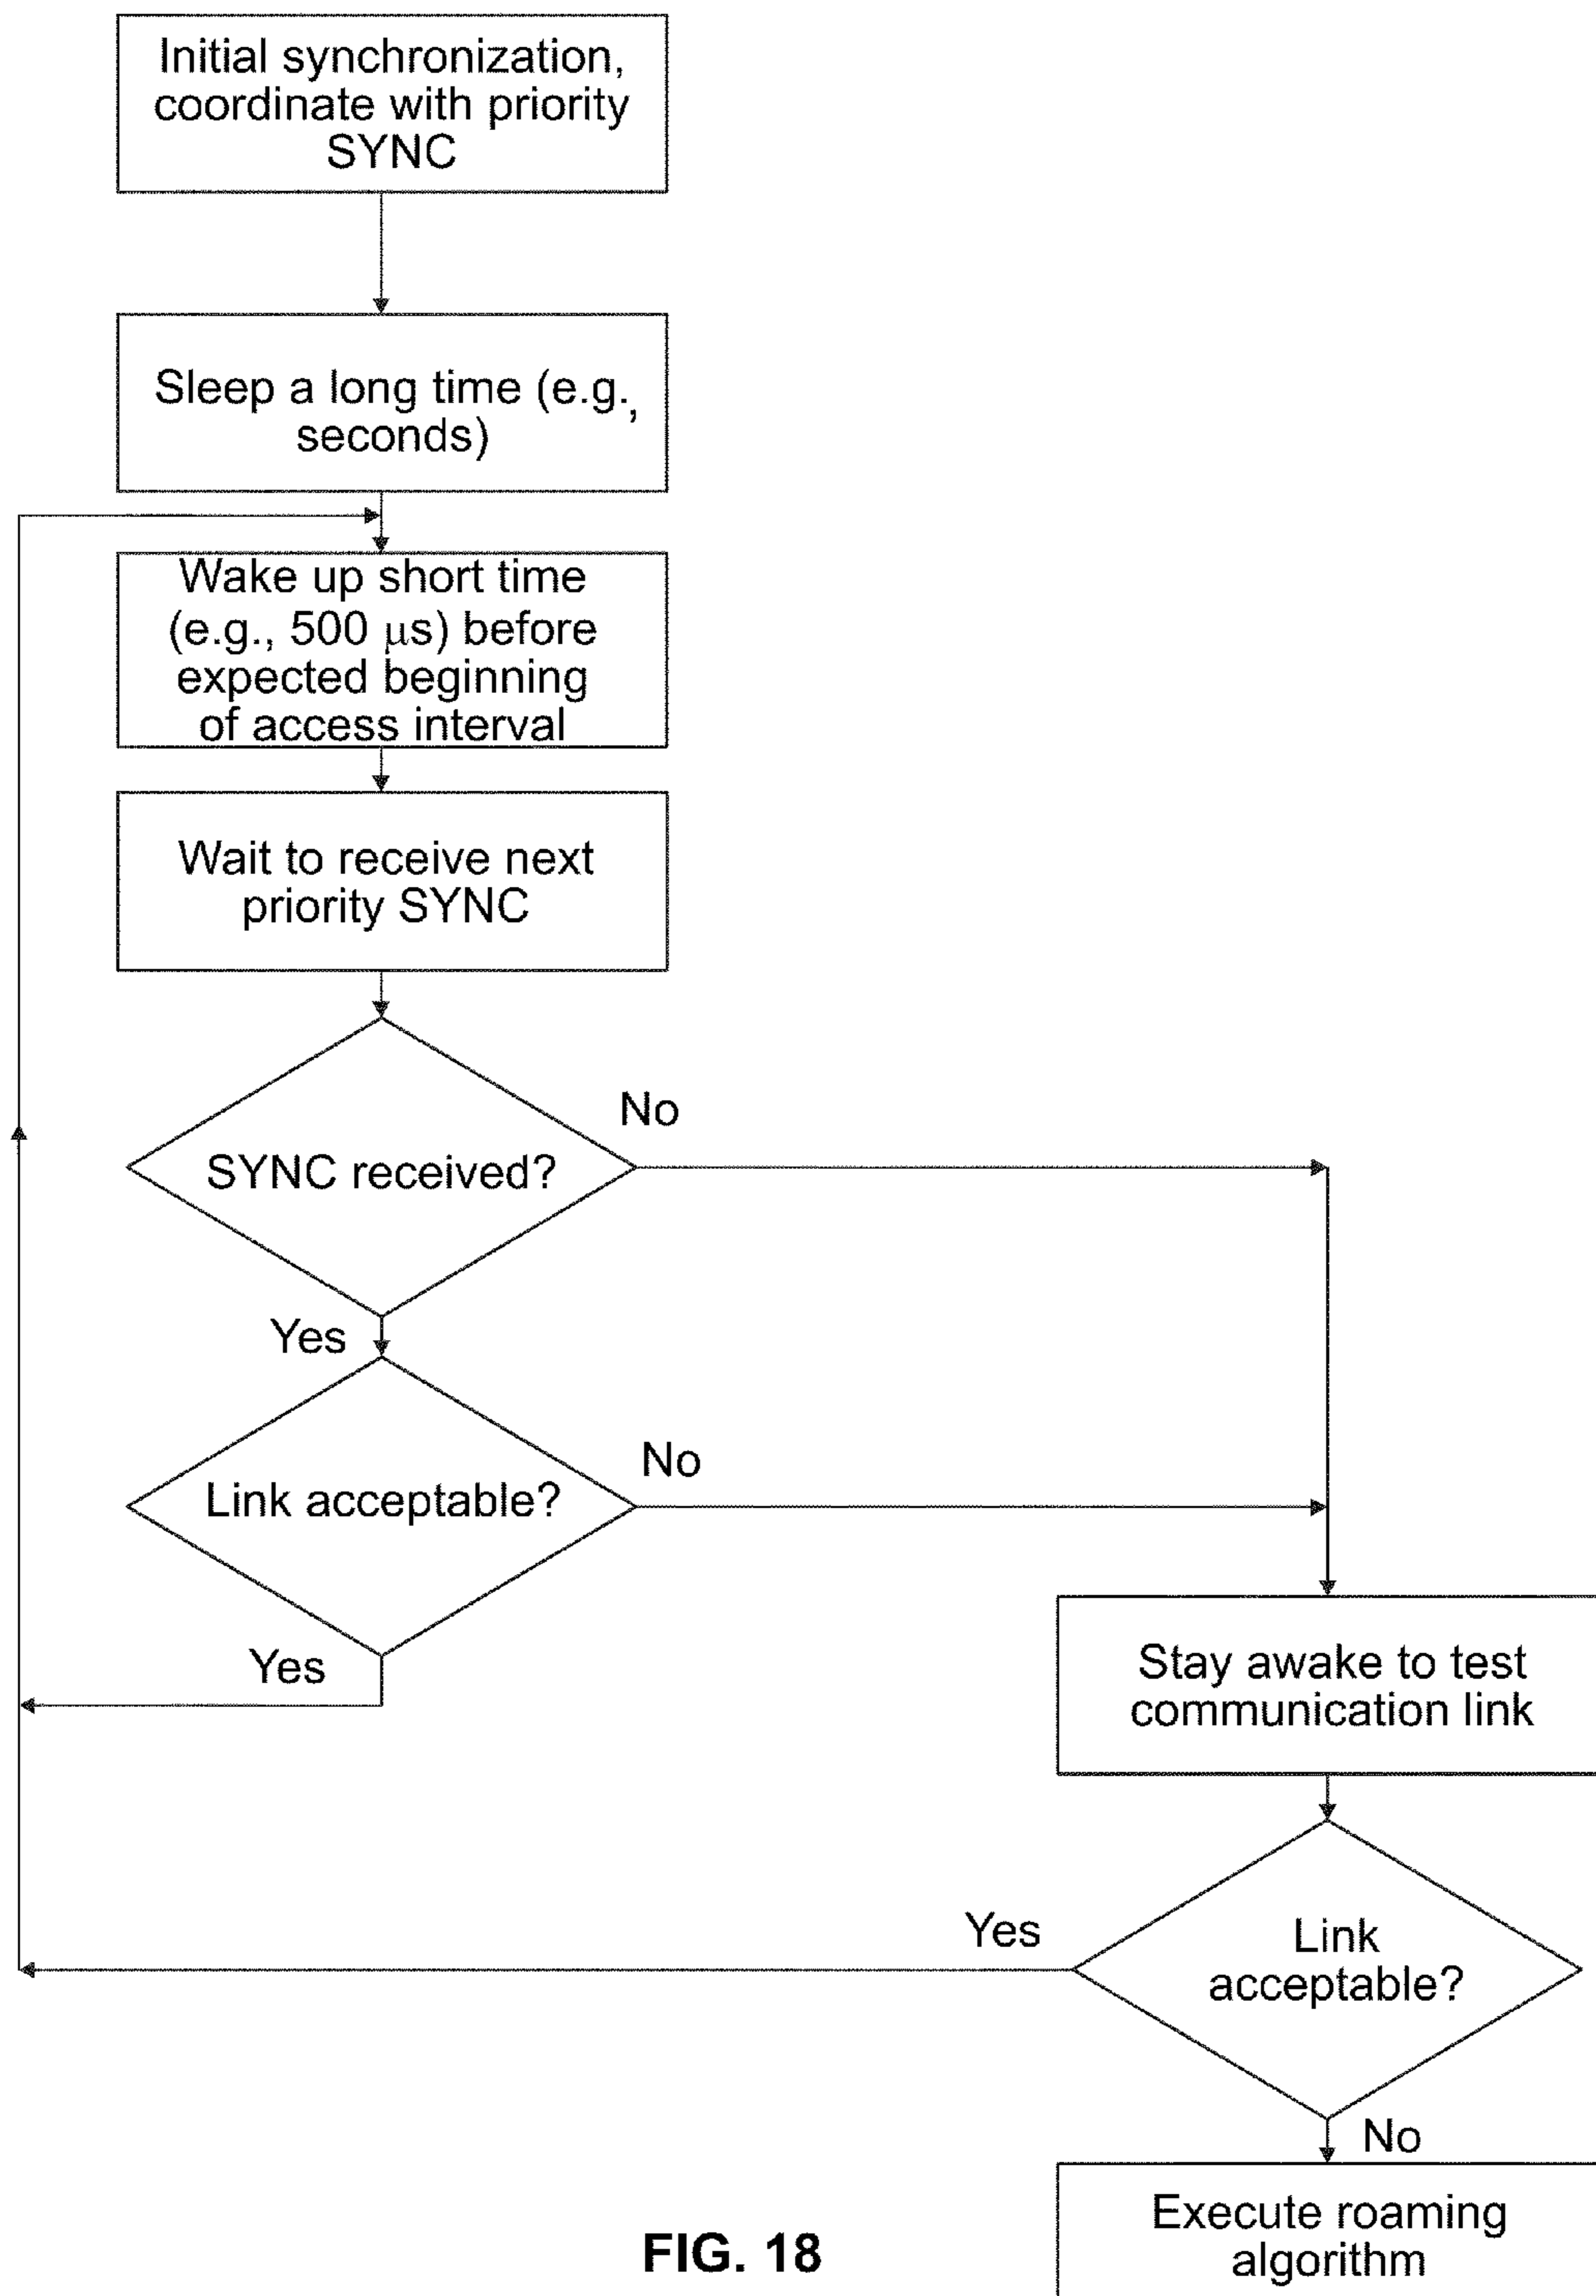 Initial synchronization,
coordinate with priority
SYNC
Sleep a long time (e.g.,
seconds)
Wake up short time
(e.g., 500 μs) before
expected beginning
of access interval
Wait to receive next
priority SYNC
No
SYNC received?
Yes
No
Link acceptable?
Yes
Stay awake to test
communication link
Yes
Link
acceptable?
No
Execute roaming
algorithm
FIG. 18